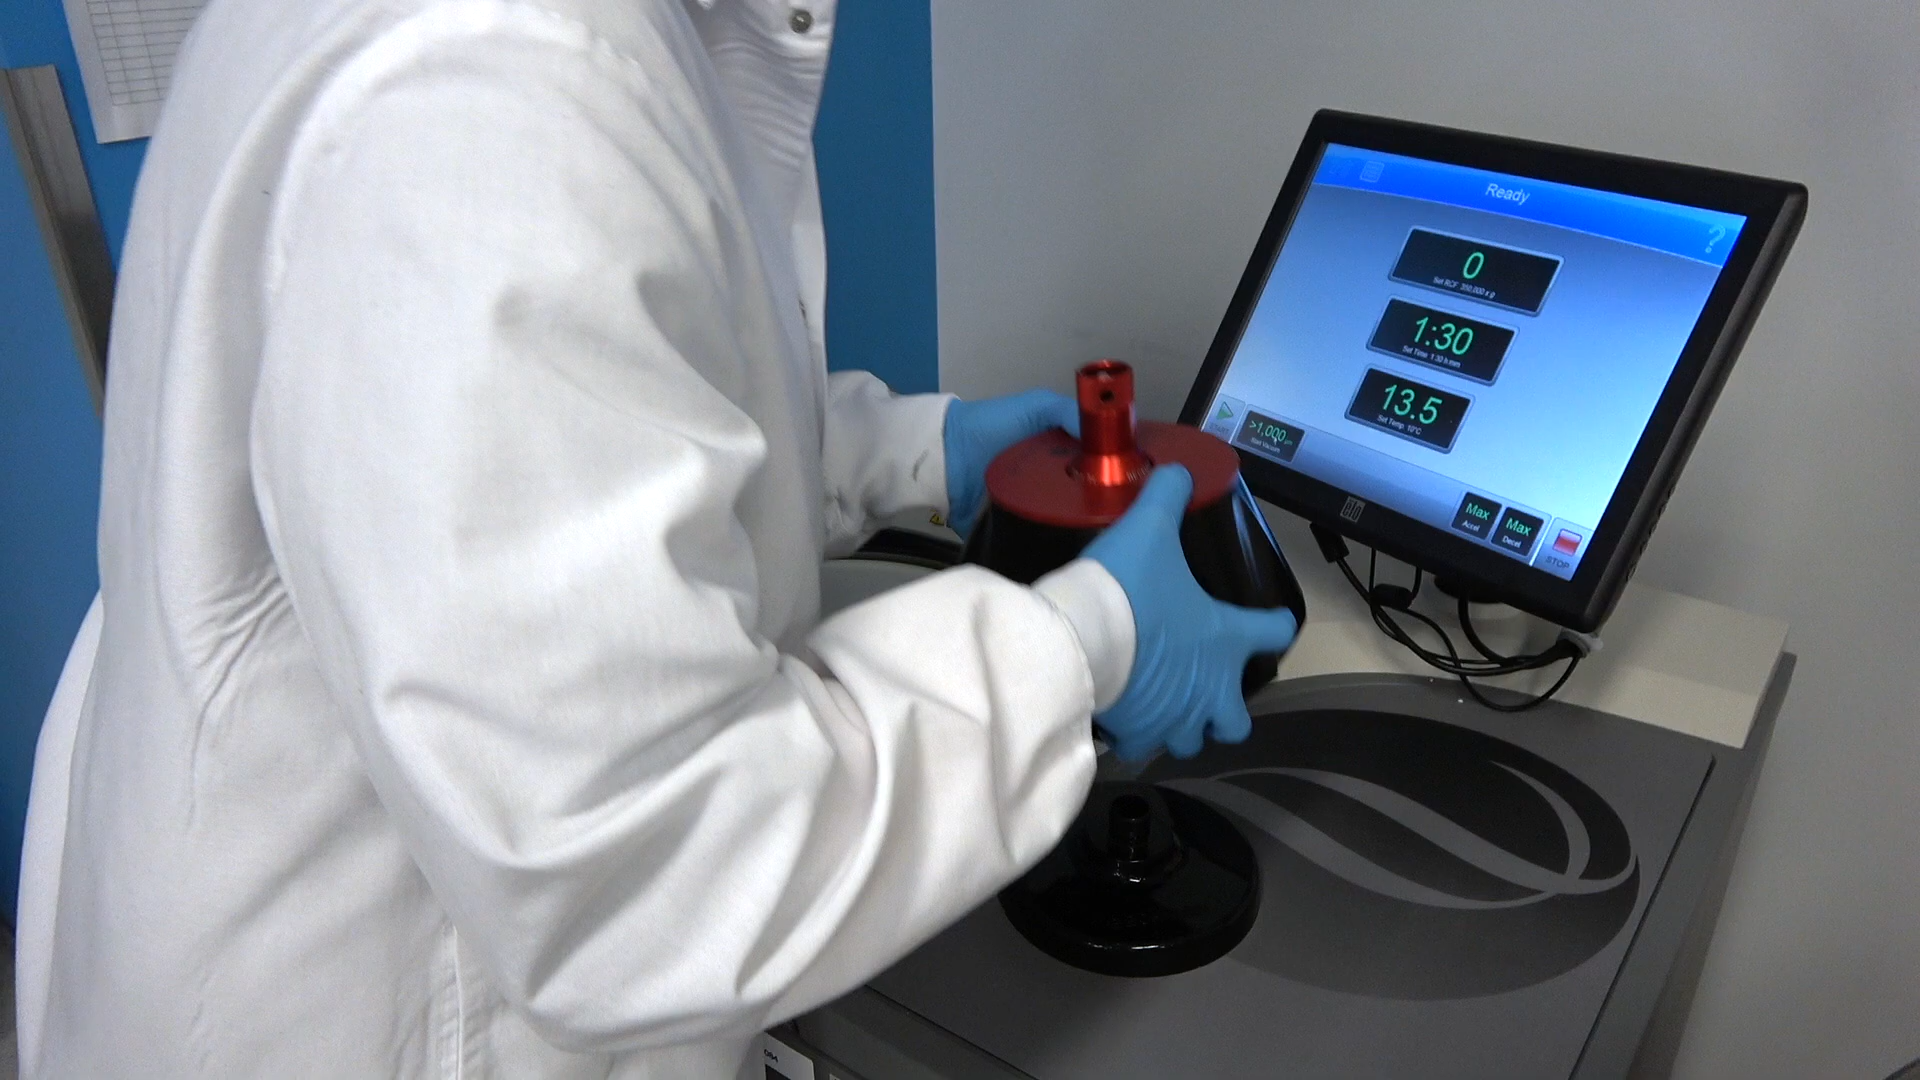 Ready
?
0
Set RCF 350,000 x g
1:30
Set Time 1:30 h:mm
13.5
Set Temp 10°C
>1,000
Start Vacuum
Max
Accel
Max
Decel
STOP
elo